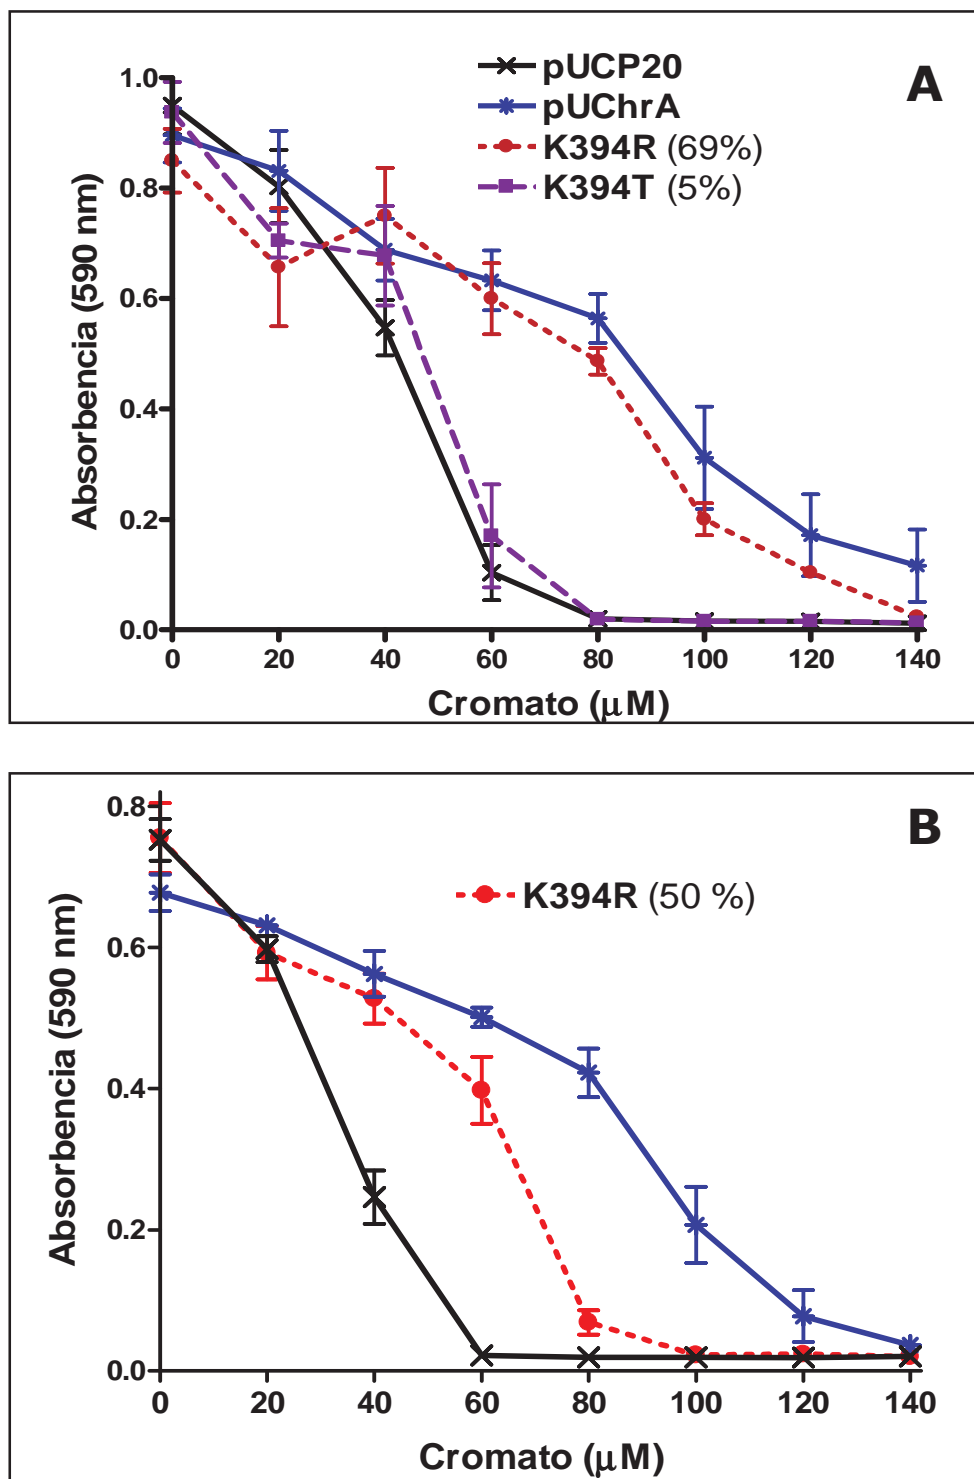 A
pUCP20
pUChrA
K394R (69%)
K394T (5%)
Absorbencia (590 nm)
1.0
0.8
0.6
0.4
0.2
0.0
0 20 40 60 80 100 120 140
Cromato (μM)
B
K394R (50 %)
Absorbencia (590 nm)
0.8
0.6
0.4
0.2
0.0
0 20 40 60 80 100 120 140
Cromato (μM)